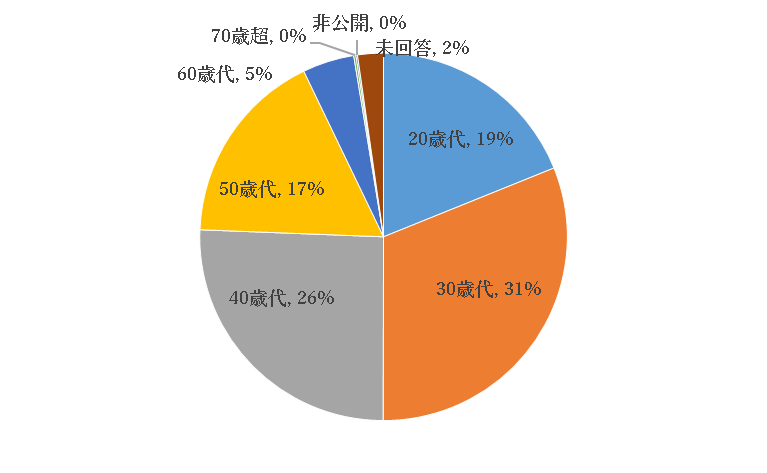 非公開, 0%
70歳超, 0%
未回答, 2%
60歳代, 5%
20歳代, 19%
50歳代, 17%
30歳代, 31%
40歳代, 26%